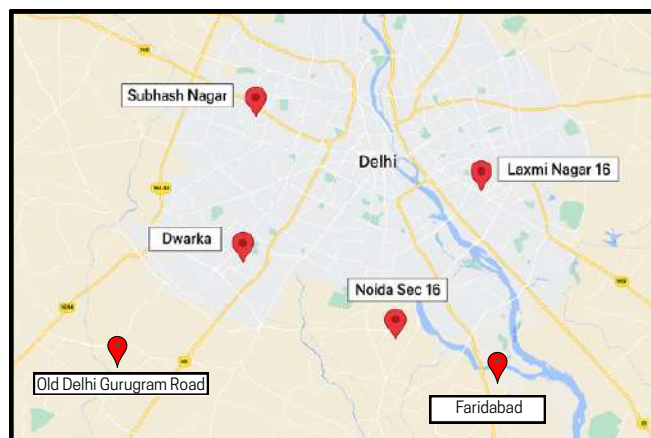 Subhash Nagar
Delhi
Laxmi Nagar 16
Dwarka
Noida Sec 16
Old Delhi Gurugram Road
Faridabad